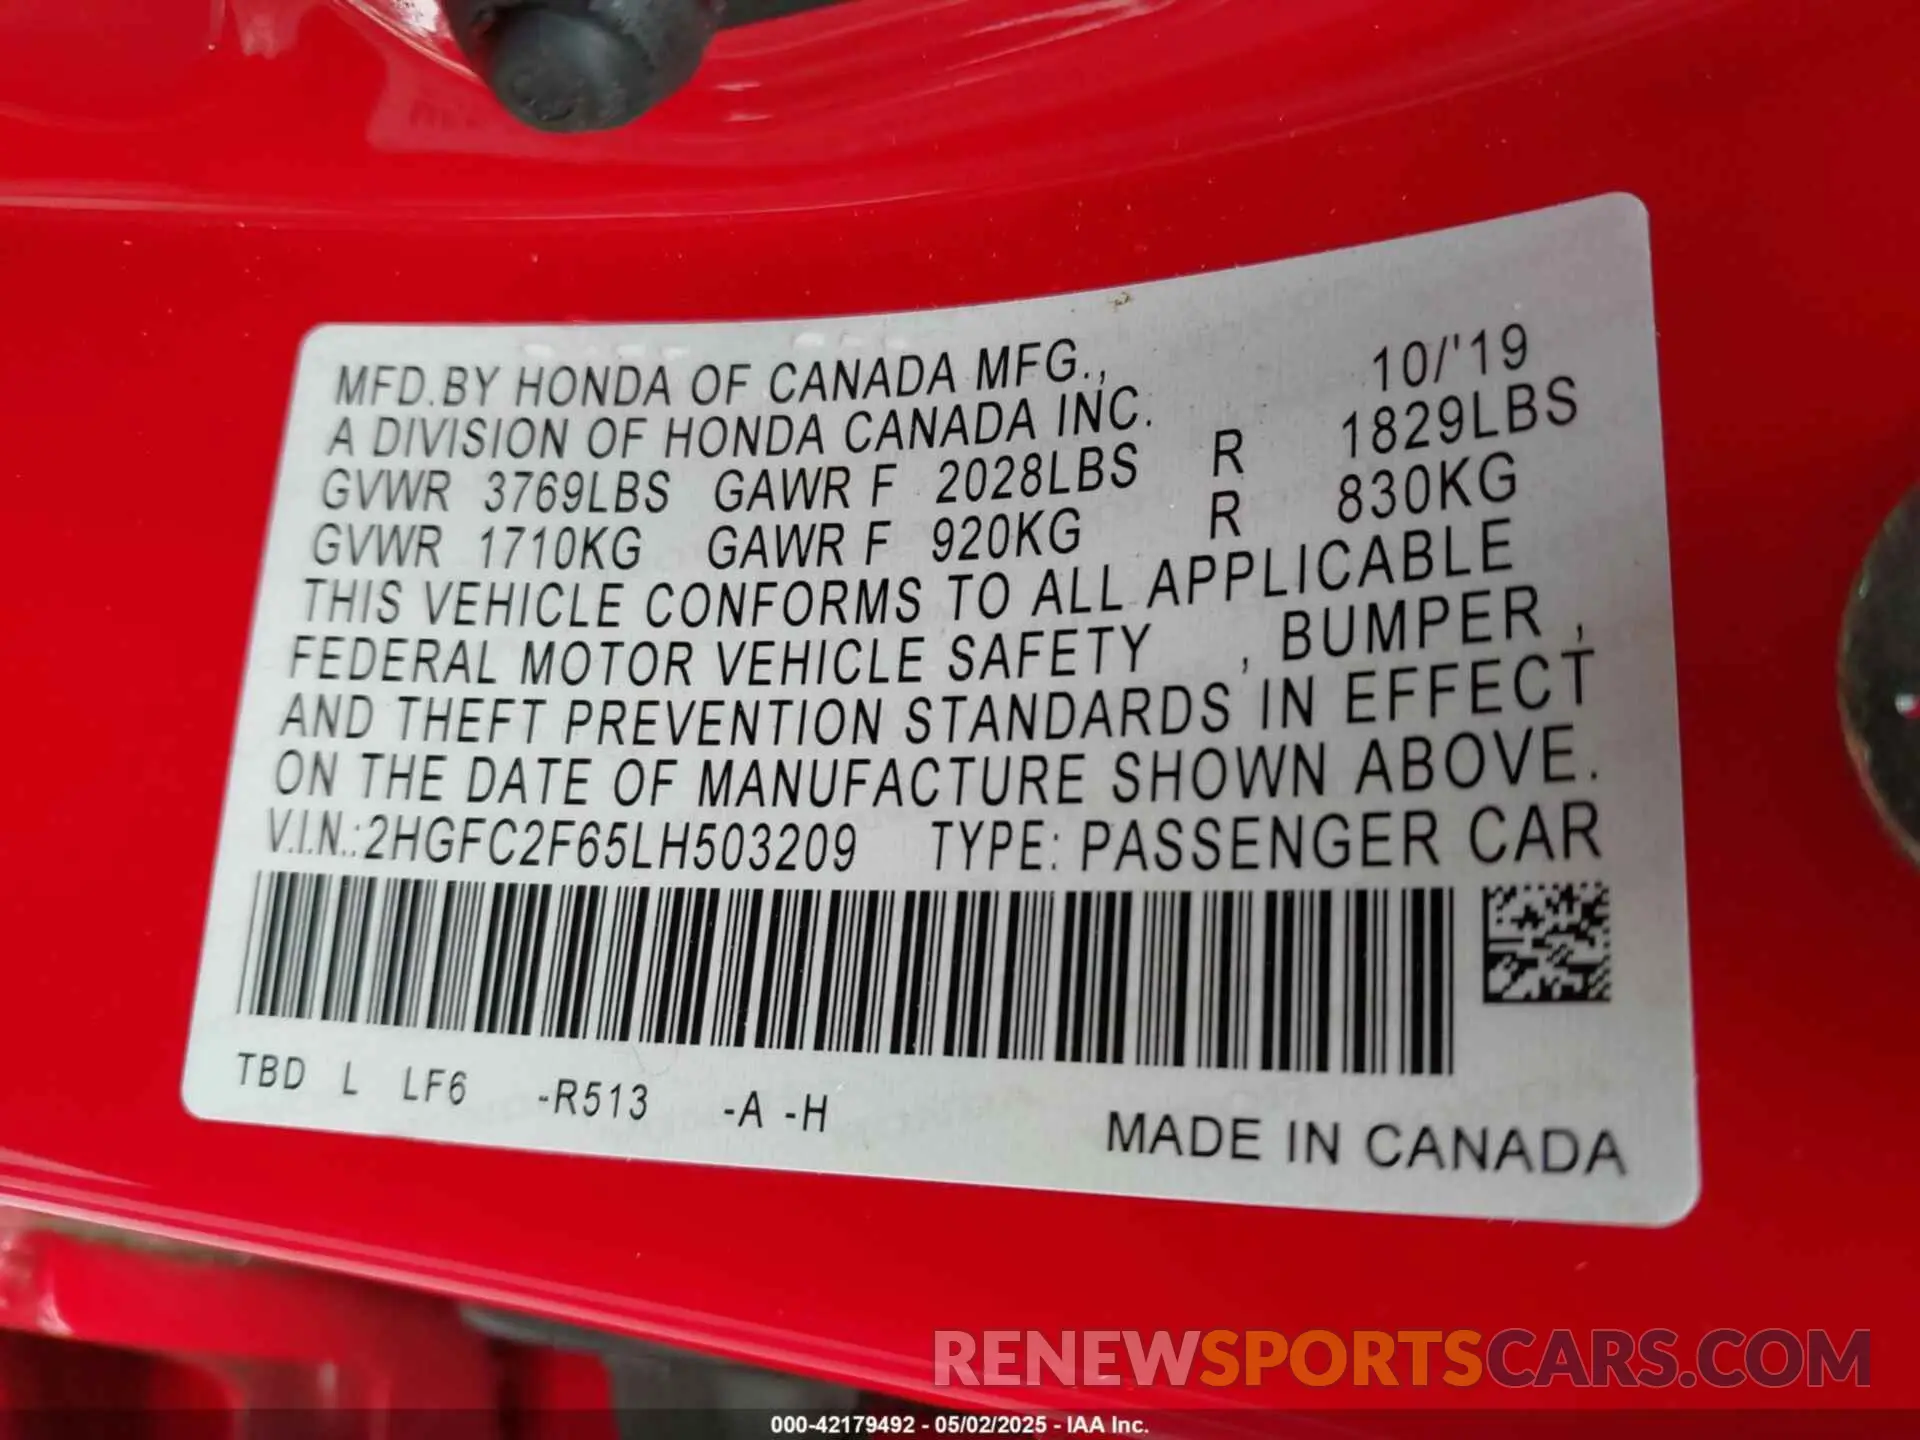 MFD.BY HONDA OF CANADA MFG., 10/'19
A DIVISION OF HONDA CANADA INC.
GVWR 3769LBS GAWR F 2028LBS R 1829LBS
GVWR 1710KG GAWR F 920KG R 830KG
THIS VEHICLE CONFORMS TO ALL APPLICABLE
FEDERAL MOTOR VEHICLE SAFETY , BUMPER ,
AND THEFT PREVENTION STANDARDS IN EFFECT
ON THE DATE OF MANUFACTURE SHOWN ABOVE.
V.I.N.:2HGFC2F65LH503209 TYPE: PASSENGER CAR
TBD L LF6 -R513 -A -H
MADE IN CANADA
RENEWSPORTSCARS.COM
000-42179492 - 05/02/2025 - IAA Inc.